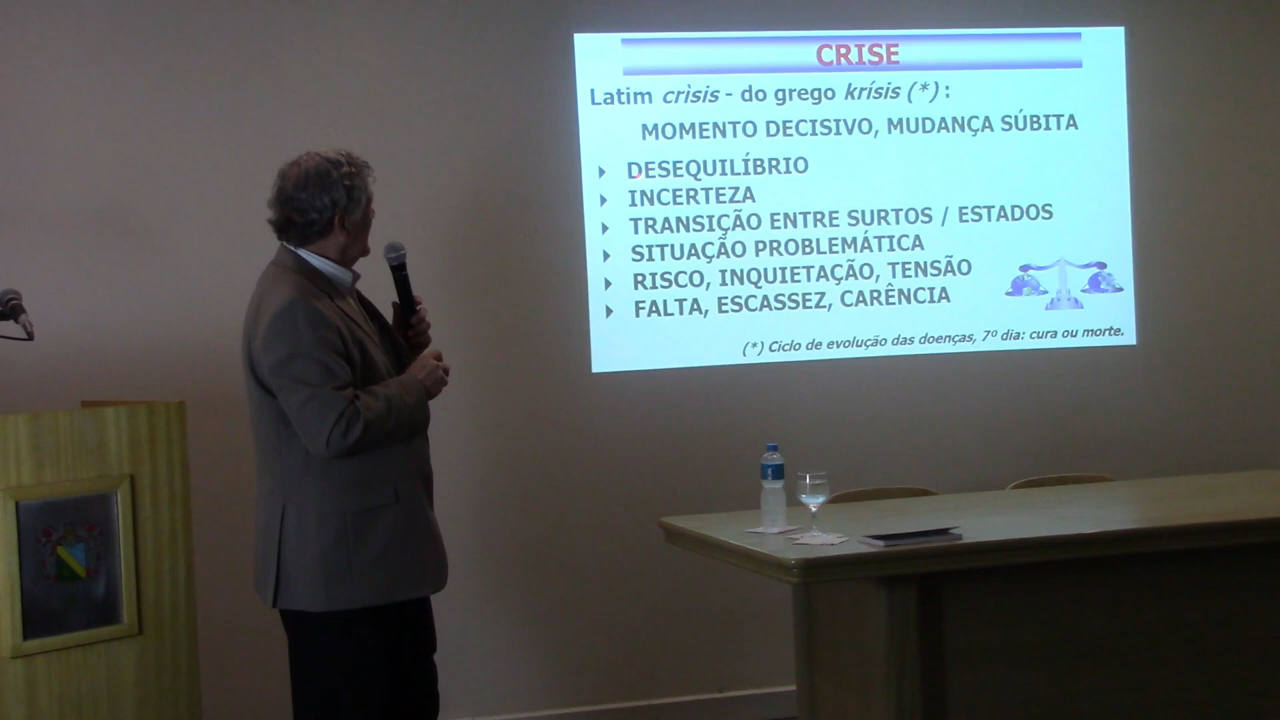 CRISE
Latim crìsis - do grego krísis (*) :
MOMENTO DECISIVO, MUDANÇA SÚBITA
DESEQUILÍBRIO
INCERTEZA
TRANSIÇÃO ENTRE SURTOS / ESTADOS
SITUAÇÃO PROBLEMÁTICA
RISCO, INQUIETAÇÃO, TENSÃO
FALTA, ESCASSEZ, CARÊNCIA
(*) Ciclo de evolução das doenças, 7º dia: cura ou morte.